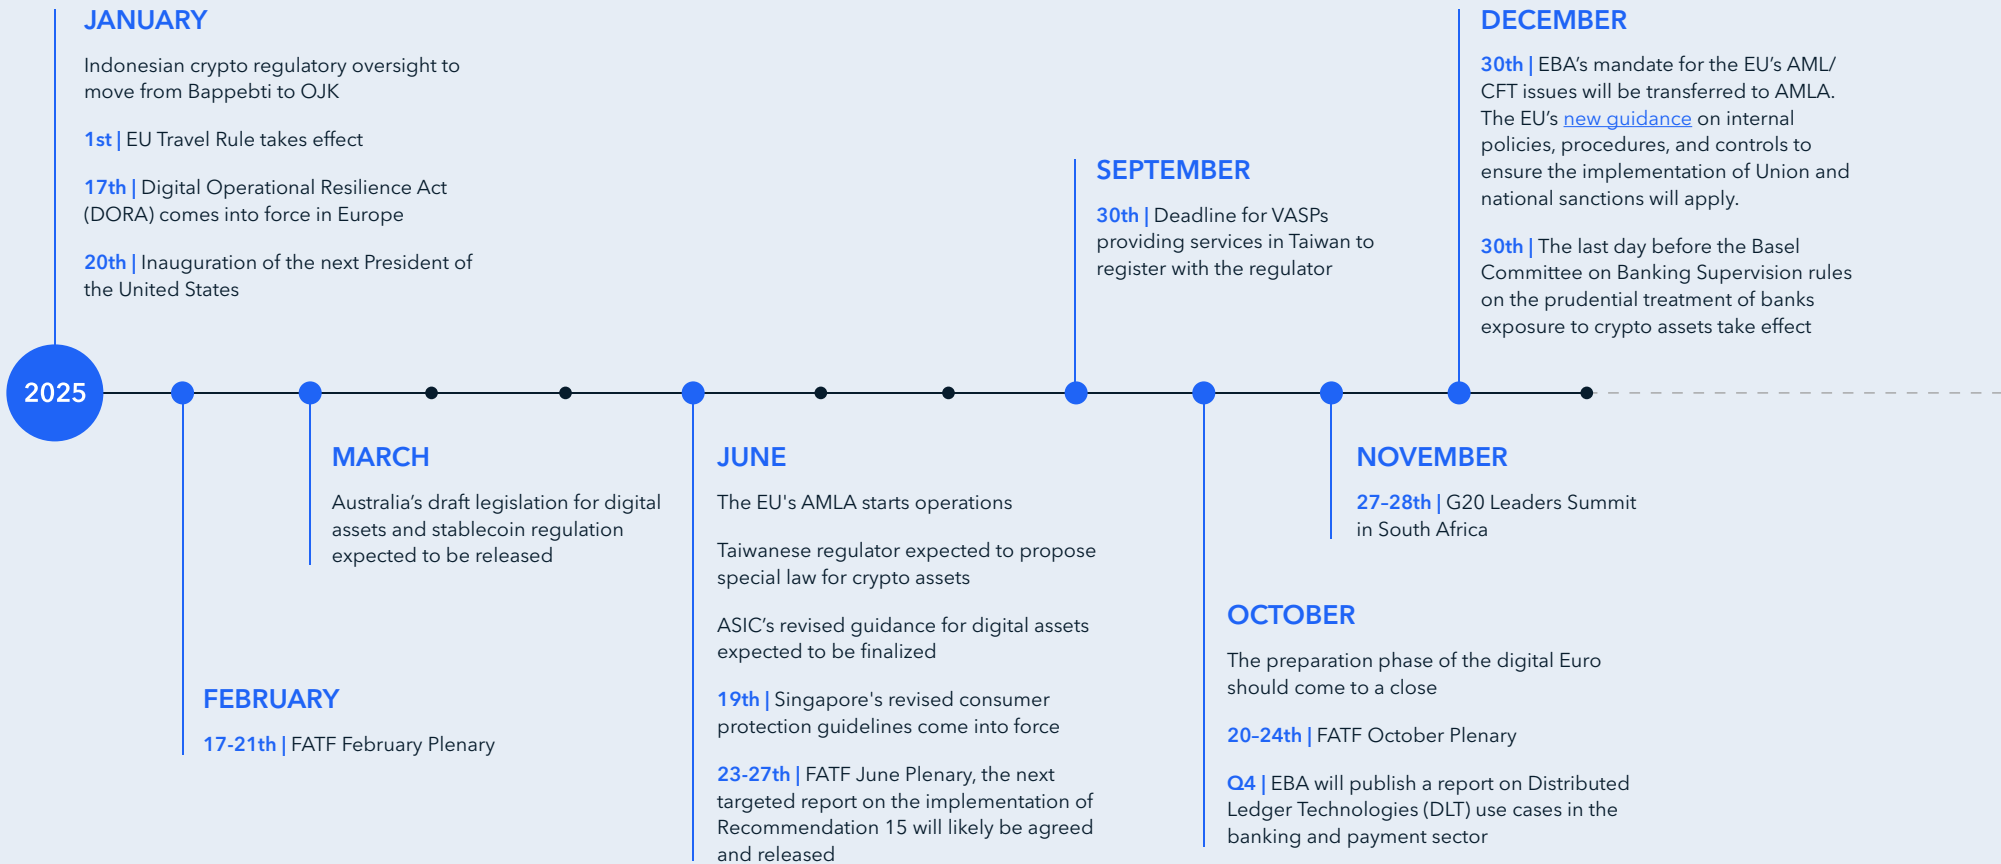 JANUARY
Indonesian crypto regulatory oversight to
move from Bappebti to OJK
1st | EU Travel Rule takes effect
17th | Digital Operational Resilience Act
(DORA) comes into force in Europe
20th | Inauguration of the next President of
the United States
2025
FEBRUARY
17-21th | FATF February Plenary
MARCH
Australia’s draft legislation for digital
assets and stablecoin regulation
expected to be released
JUNE
The EU's AMLA starts operations
Taiwanese regulator expected to propose
special law for crypto assets
ASIC’s revised guidance for digital assets
expected to be finalized
19th | Singapore's revised consumer
protection guidelines come into force
23-27th | FATF June Plenary, the next
targeted report on the implementation of
Recommendation 15 will likely be agreed
and released
SEPTEMBER
30th | Deadline for VASPs
providing services in Taiwan to
register with the regulator
OCTOBER
The preparation phase of the digital Euro
should come to a close
20–24th | FATF October Plenary
Q4 | EBA will publish a report on Distributed
Ledger Technologies (DLT) use cases in the
banking and payment sector
NOVEMBER
27–28th | G20 Leaders Summit
in South Africa
DECEMBER
30th | EBA’s mandate for the EU’s AML/
CFT issues will be transferred to AMLA.
The EU’s new guidance on internal
policies, procedures, and controls to
ensure the implementation of Union and
national sanctions will apply.
30th | The last day before the Basel
Committee on Banking Supervision rules
on the prudential treatment of banks
exposure to crypto assets take effect